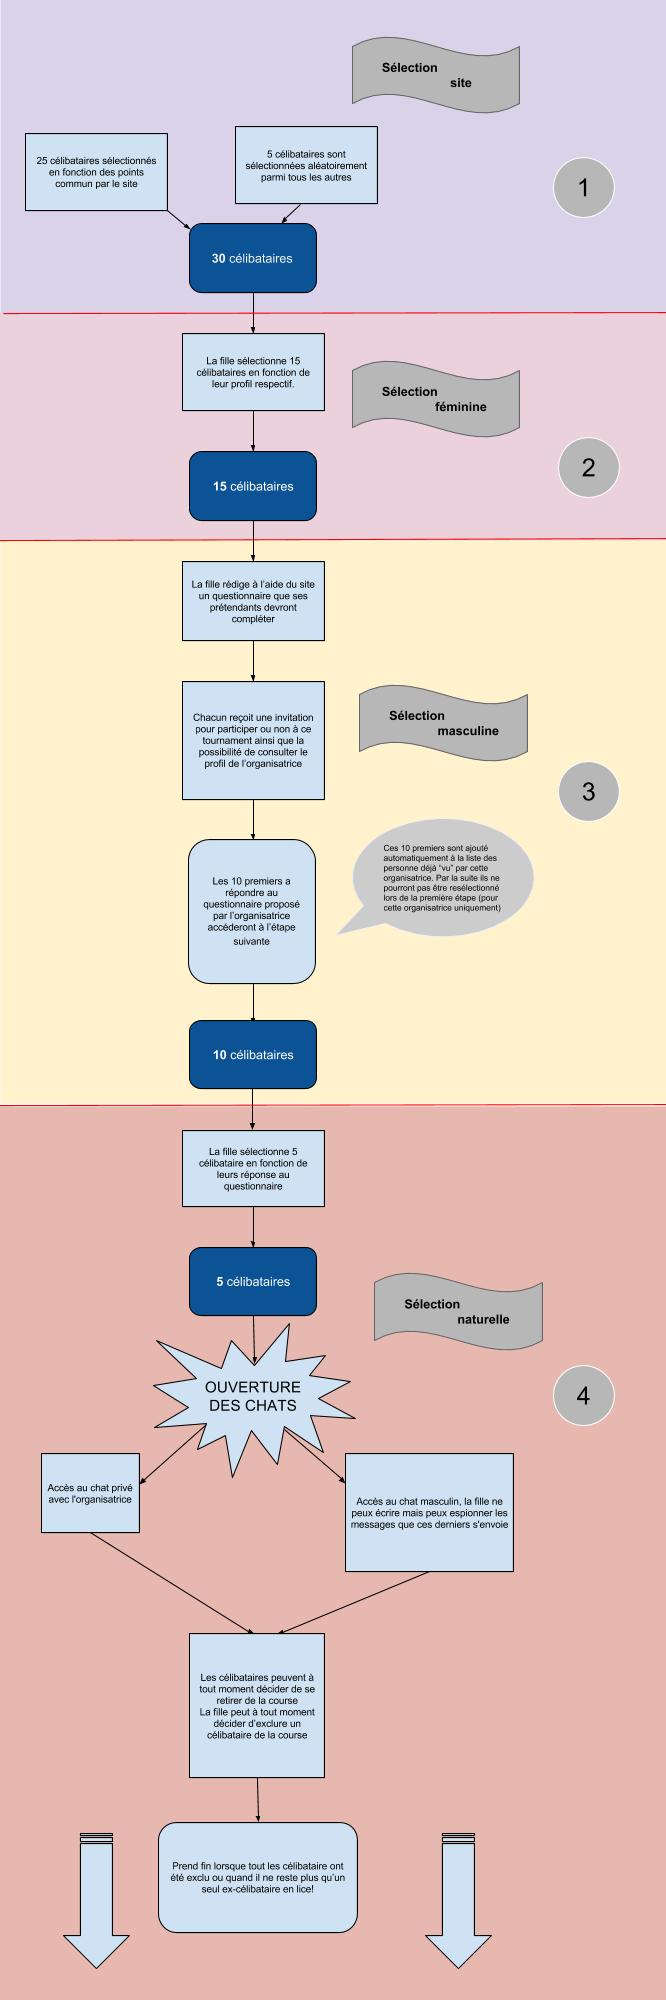 Sélection
site
25 célibataires sélectionnés
en fonction des points
commun par le site
5 célibataires sont
sélectionnées aléatoirement
parmi tous les autres
1
30 célibataires
La fille sélectionne 15
célibataires en fonction de
leur profil respectif.
Sélection
féminine
2
15 célibataires
La fille rédige à l'aide du site
un questionnaire que ses
prétendants devront
compléter
Chacun reçoit une invitation
pour participer ou non à ce
tournament ainsi que la
possibilité de consulter le
profil de l'organisatrice
Sélection
masculine
3
Les 10 premiers a
répondre au
questionnaire proposé
par l'organisatrice
accéderont à l'étape
suivante
Ces 10 premiers sont ajouté
automatiquement à la liste des
personne déjà "vu" par cette
organisatrice. Par la suite ils ne
pourront pas être resélectionné
lors de la première étape (pour
cette organisatrice uniquement)
10 célibataires
La fille sélectionne 5
célibataire en fonction de
leurs réponse au
questionnaire
5 célibataires
Sélection
naturelle
4
OUVERTURE
DES CHATS
Accès au chat privé
avec l'organisatrice
Accès au chat masculin, la fille ne
peux écrire mais peux espionner les
messages que ces derniers s'envoie
Les célibataires peuvent à
tout moment décider de se
retirer de la course
La fille peut à tout moment
décider d'exclure un
célibataire de la course
Prend fin lorsque tout les célibataire ont
été exclu ou quand il ne reste plus qu'un
seul ex-célibataire en lice!